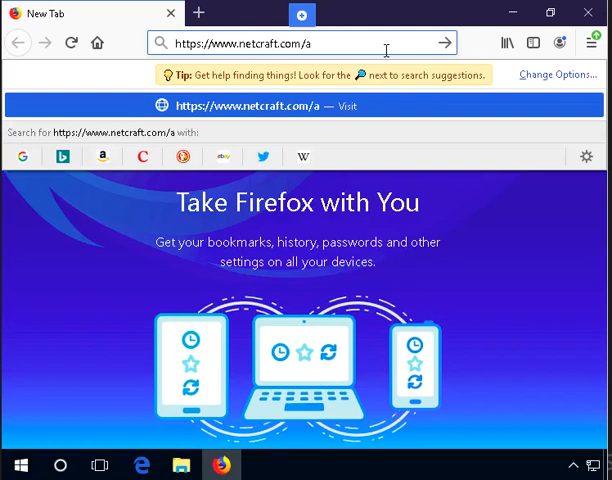 New Tab
https://www.netcraft.com/a
Tip: Get help finding things! Look for the 🔎 next to search suggestions.
Change Options...
https://www.netcraft.com/a — Visit
Search for https://www.netcraft.com/a with:
Take Firefox with You
Get your bookmarks, history, passwords and other
settings on all your devices.